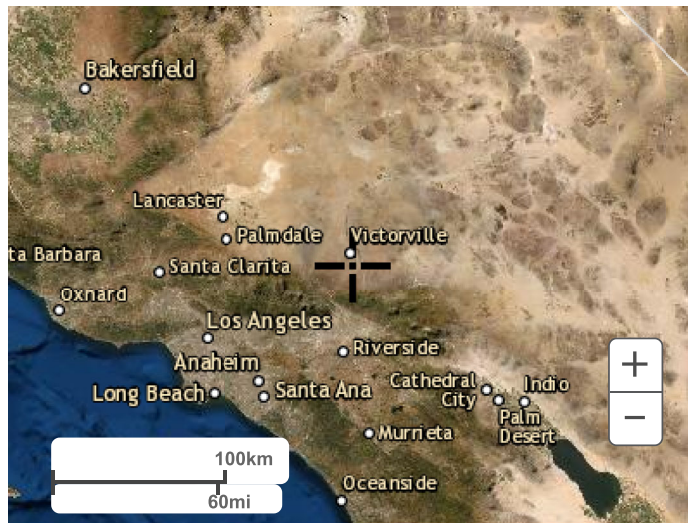 Bakersfield
Lancaster
Palmdale
Victorville
ta Barbara
Santa Clarita
Oxnard
Los Angeles
Riverside
Anaheim
Cathedral
City
Indio
Long Beach
Santa Ana
Palm
Desert
Murrieta
100km
60mi
Oceanside
+
−